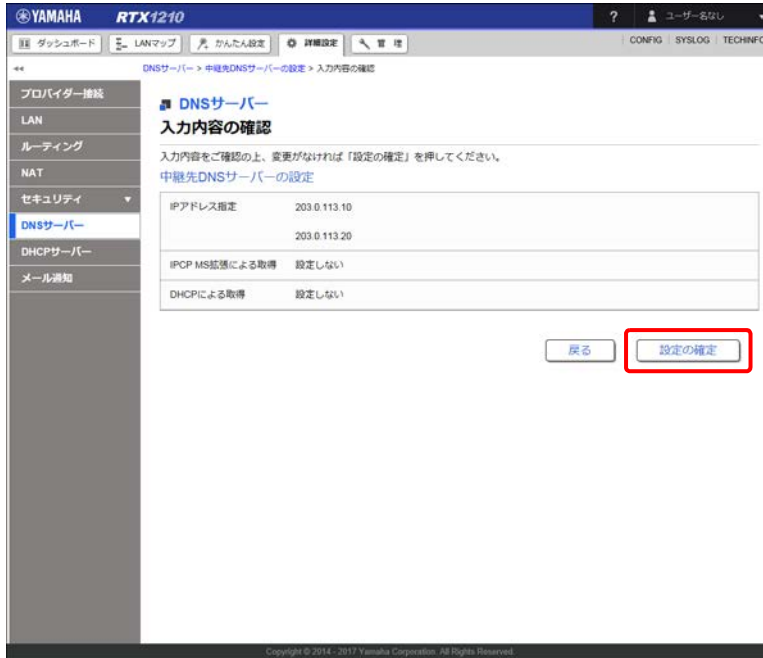 YAMAHA RTX1210 ? ユーザー名なし
ダッシュボード LANマップ かんたん設定 詳細設定 管 理 CONFIG SYSLOG TECHINFO
DNSサーバー > 中継先DNSサーバーの設定 > 入力内容の確認
プロバイダー接続
LAN
ルーティング
NAT
セキュリティ
DNSサーバー
DHCPサーバー
メール通知
DNSサーバー
入力内容の確認
入力内容をご確認の上、変更がなければ「設定の確定」を押してください。
中継先DNSサーバーの設定
IPアドレス指定 203.0.113.10
203.0.113.20
IPCP MS拡張による取得 設定しない
DHCPによる取得 設定しない
戻る 設定の確定
Copyright © 2014 - 2017 Yamaha Corporation. All Rights Reserved.